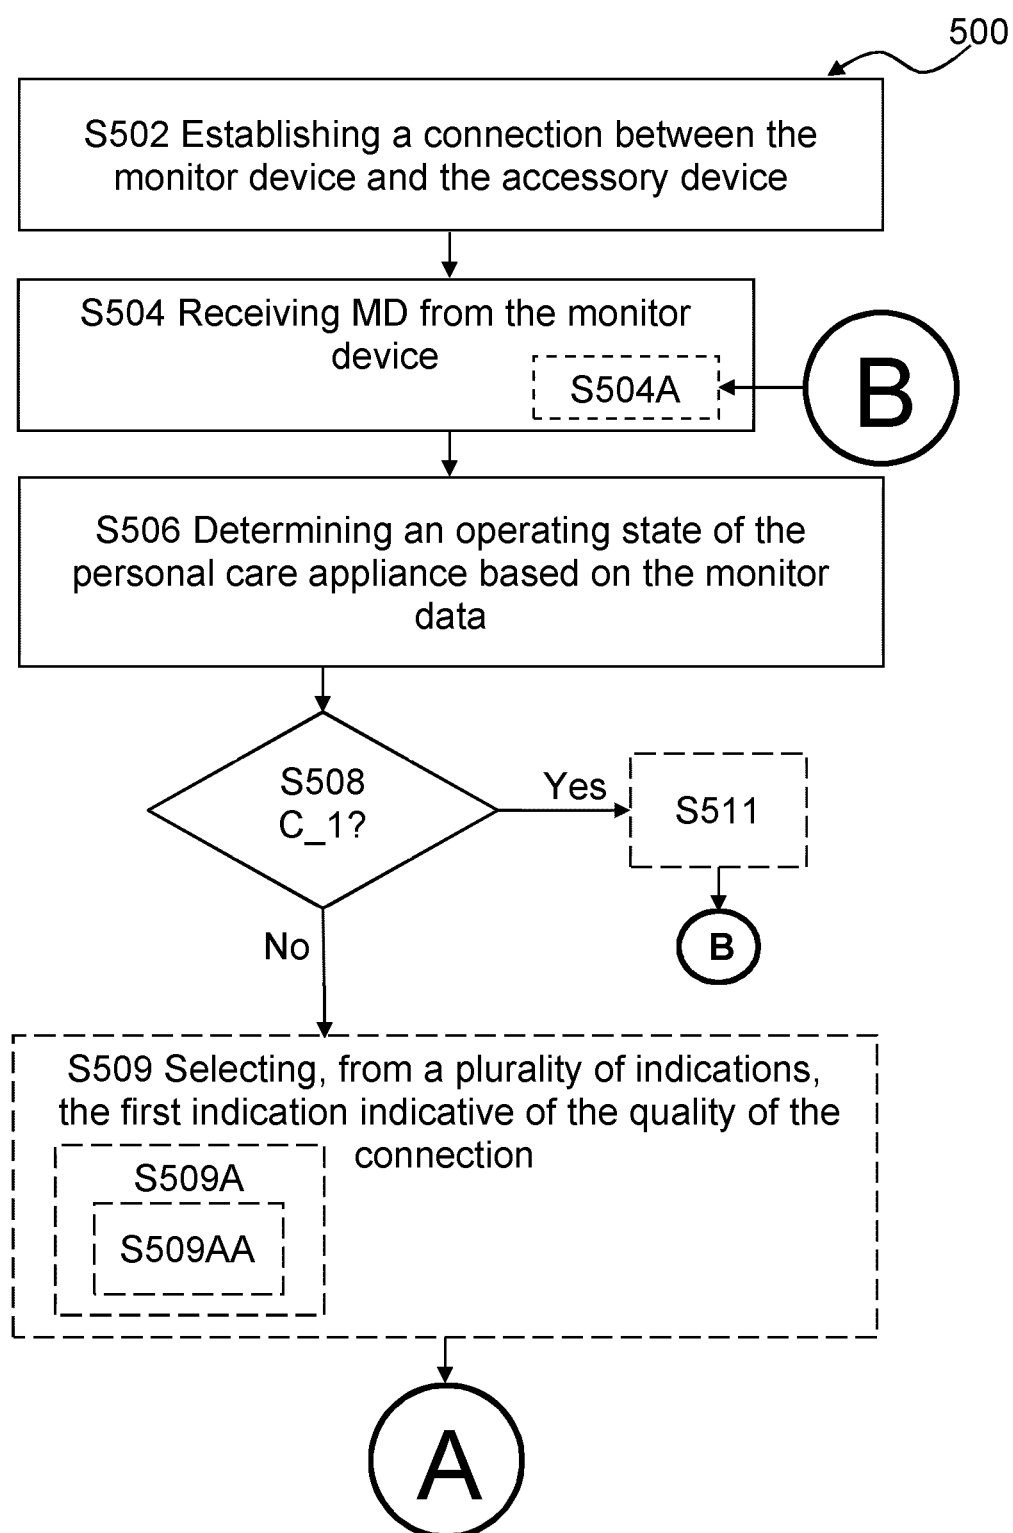 500
S502 Establishing a connection between the
monitor device and the accessory device
S504 Receiving MD from the monitor
device
S504A
B
S506 Determining an operating state of the
personal care appliance based on the monitor
data
S508
C_1?
Yes
S511
B
No
S509 Selecting, from a plurality of indications,
the first indication indicative of the quality of the
connection
S509A
S509AA
A